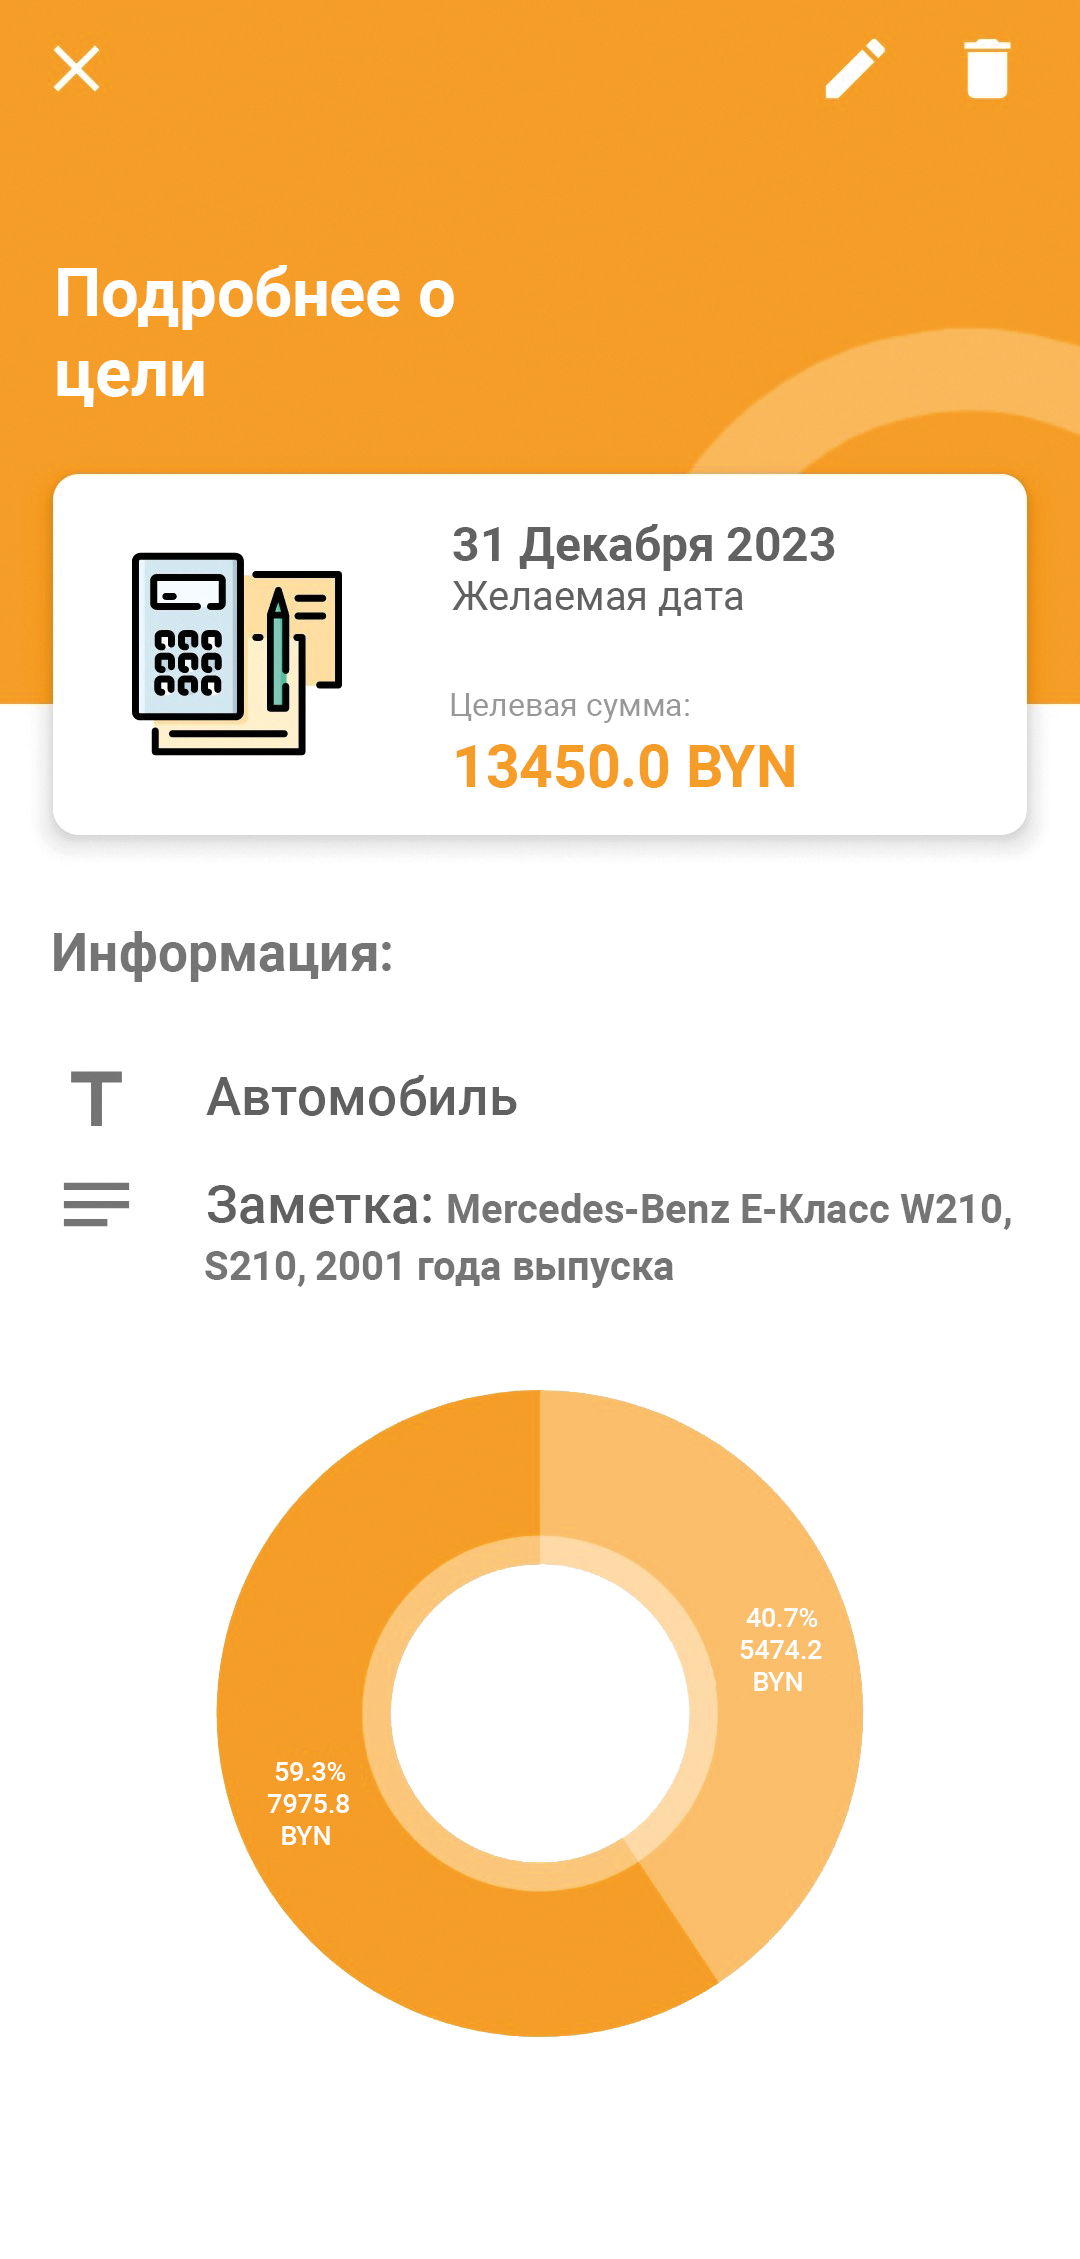 Подробнее о
цели
31 Декабря 2023
Желаемая дата
Целевая сумма:
13450.0 BYN
Информация:
Автомобиль
Заметка: Mercedes-Benz E-Класс W210,
S210, 2001 года выпуска
40.7%
5474.2
BYN
59.3%
7975.8
BYN